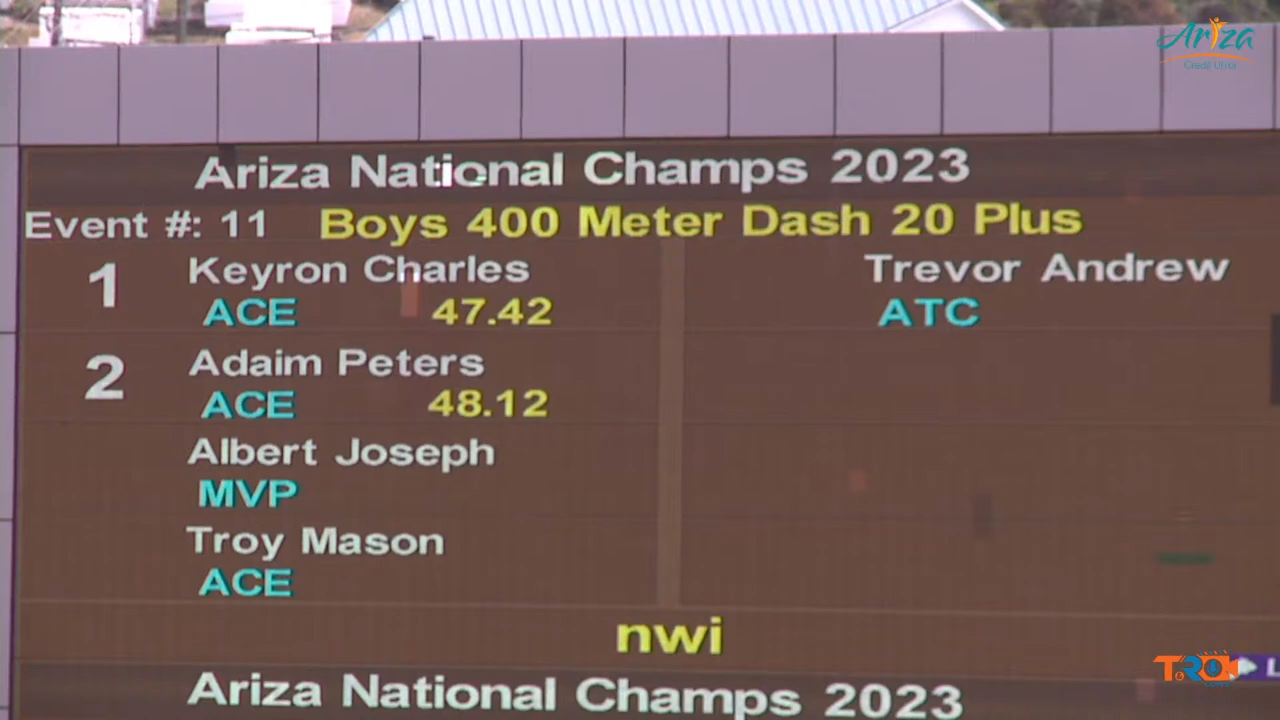 Ariza
Credit Union
Ariza National Champs 2023
Event #: 11 Boys 400 Meter Dash 20 Plus
1 Keyron Charles Trevor Andrew
ACE 47.42 ATC
2 Adaim Peters
ACE 48.12
Albert Joseph
MVP
Troy Mason
ACE
nwi
Ariza National Champs 2023